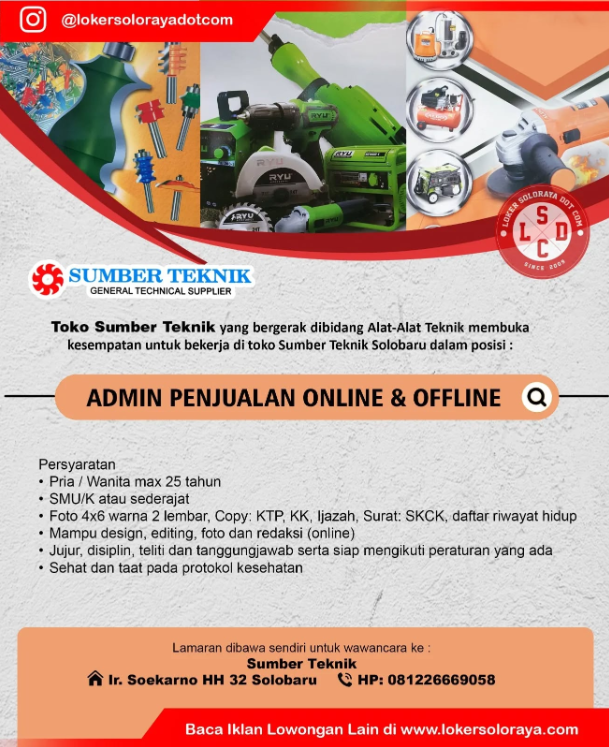 @lokersolorayadotcom
RYU
RYU
RYU
LOKER SOLORAYA DOT COM
LSDC
SINCE 2009
SUMBER TEKNIK
GENERAL TECHNICAL SUPPLIER
Toko Sumber Teknik yang bergerak dibidang Alat-Alat Teknik membuka
kesempatan untuk bekerja di toko Sumber Teknik Solobaru dalam posisi :
ADMIN PENJUALAN ONLINE & OFFLINE
Persyaratan
• Pria / Wanita max 25 tahun
• SMU/K atau sederajat
• Foto 4x6 warna 2 lembar, Copy: KTP, KK, Ijazah, Surat: SKCK, daftar riwayat hidup
• Mampu design, editing, foto dan redaksi (online)
• Jujur, disiplin, teliti dan tanggungjawab serta siap mengikuti peraturan yang ada
• Sehat dan taat pada protokol kesehatan
Lamaran dibawa sendiri untuk wawancara ke :
Sumber Teknik
Ir. Soekarno HH 32 Solobaru HP: 081226669058
Baca Iklan Lowongan Lain di www.lokersoloraya.com